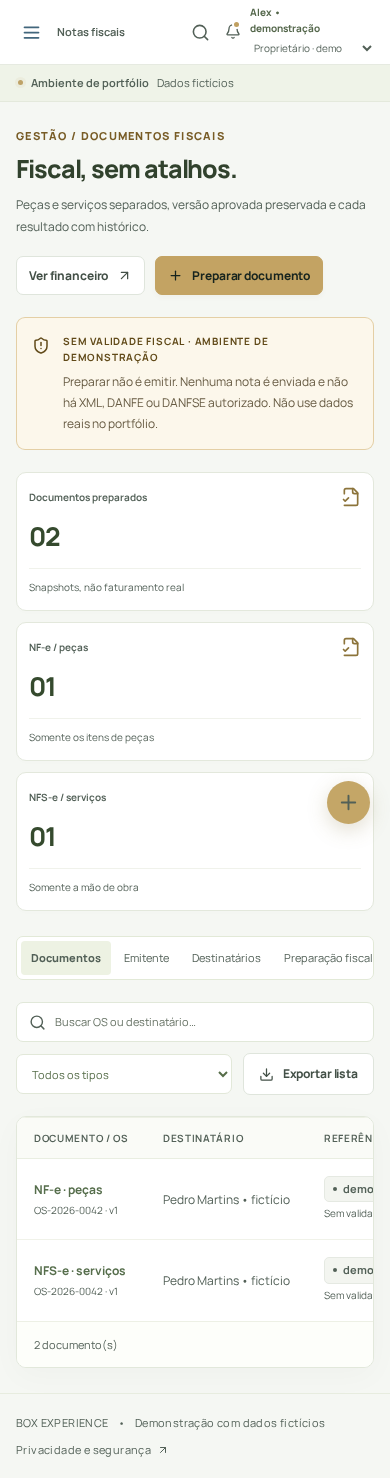 Notas fiscais
Alex •
demonstração
Proprietário · demo
Ambiente de portfólio Dados fictícios
GESTÃO / DOCUMENTOS FISCAIS
Fiscal, sem atalhos.
Peças e serviços separados, versão aprovada preservada e cada
resultado com histórico.
Ver financeiro
Preparar documento
SEM VALIDADE FISCAL · AMBIENTE DE
DEMONSTRAÇÃO
Preparar não é emitir. Nenhuma nota é enviada e não
há XML, DANFE ou DANFSE autorizado. Não use dados
reais no portfólio.
Documentos preparados
02
Snapshots, não faturamento real
NF-e / peças
01
Somente os itens de peças
NFS-e / serviços
01
Somente a mão de obra
Documentos Emitente Destinatários Preparação fiscal
Buscar OS ou destinatário…
Todos os tipos
Exportar lista
DOCUMENTO / OS DESTINATÁRIO REFERÊN
NF-e · peças
OS-2026-0042 · v1
Pedro Martins • fictício
• demo
Sem valida
NFS-e · serviços
OS-2026-0042 · v1
Pedro Martins • fictício
• demo
Sem valida
2 documento(s)
BOX EXPERIENCE • Demonstração com dados fictícios
Privacidade e segurança